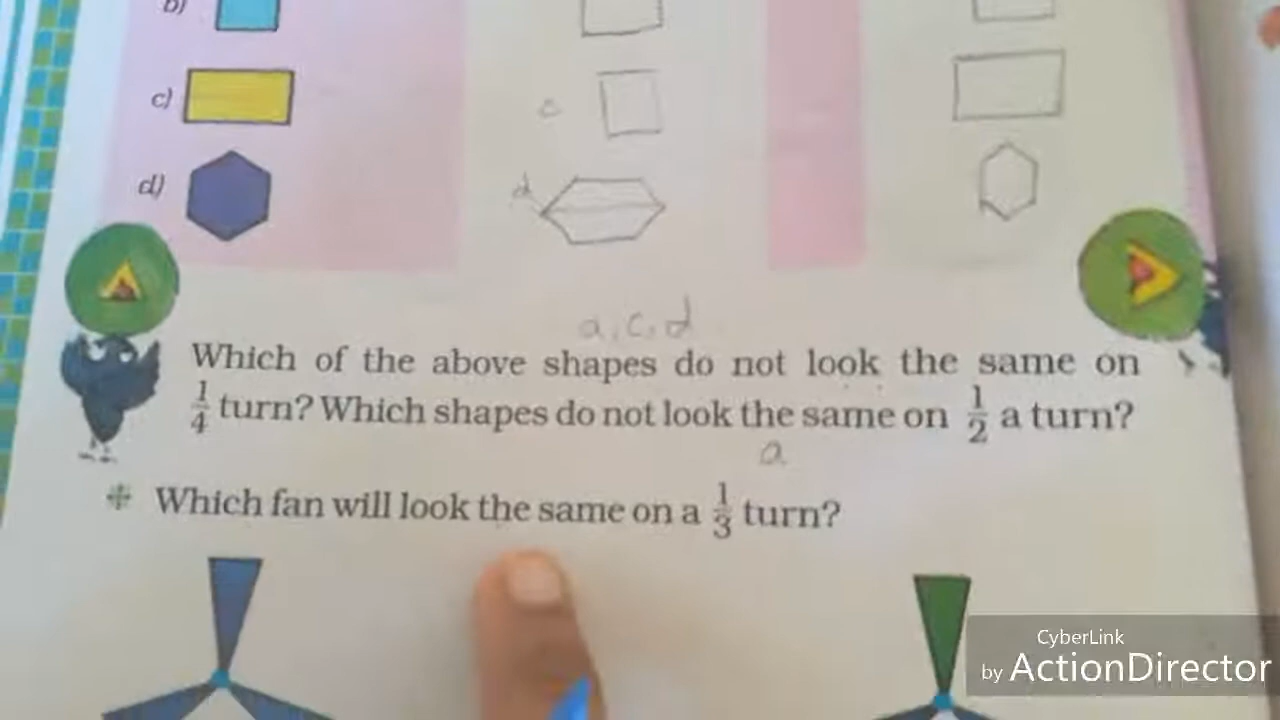 b)
c)
c
d)
d
a, c, d
Which of the above shapes do not look the same on
1/4 turn? Which shapes do not look the same on 1/2 a turn?
a
Which fan will look the same on a 1/3 turn?
CyberLink
by ActionDirector